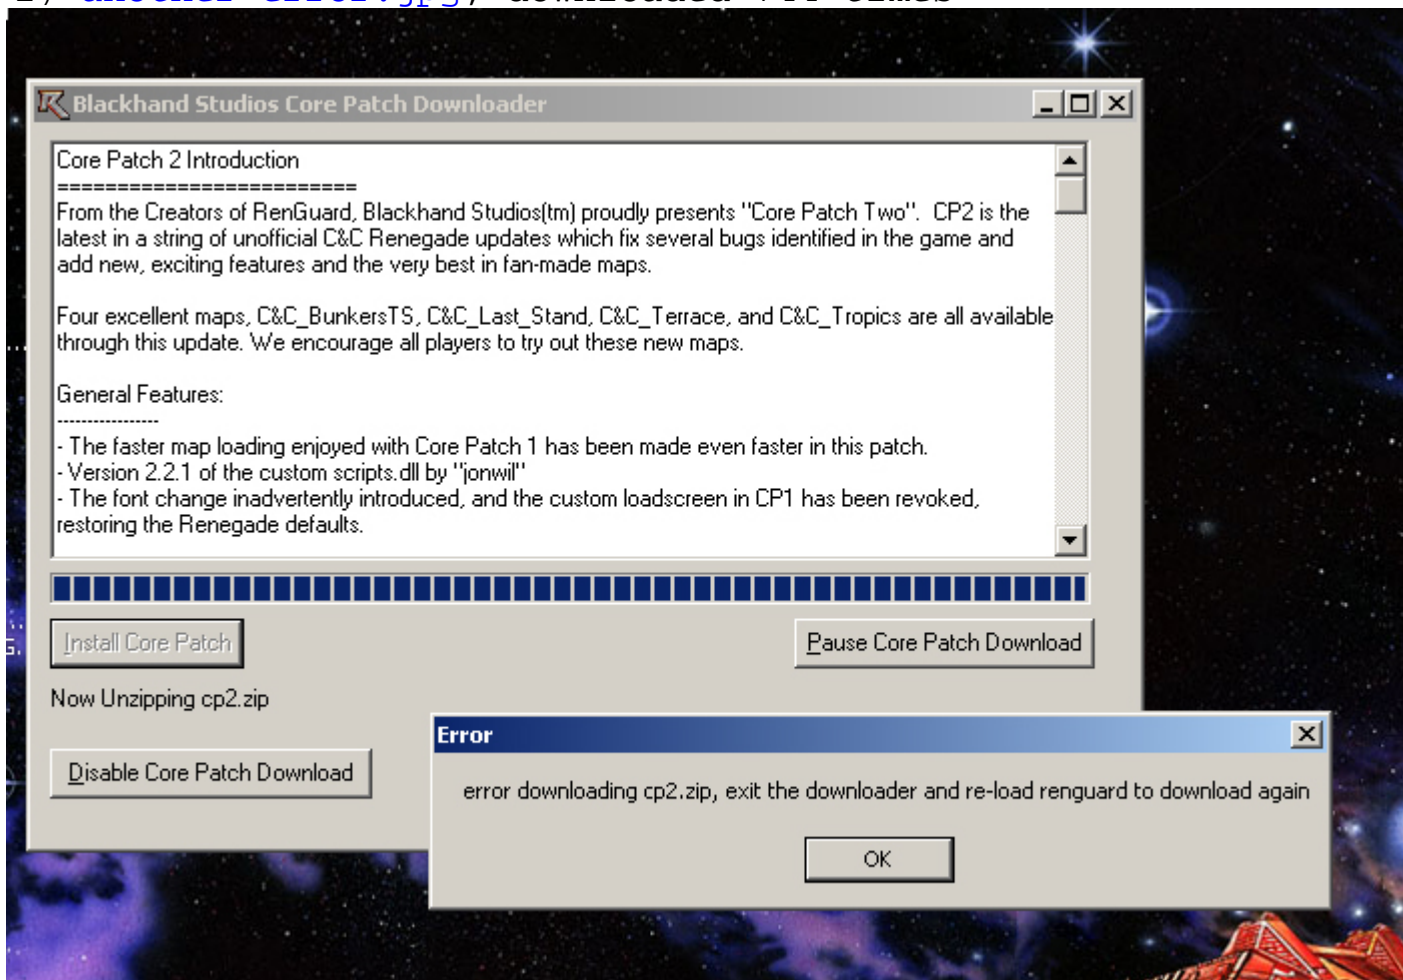 Blackhand Studios Core Patch Downloader
Core Patch 2 Introduction
=========================
From the Creators of RenGuard, Blackhand Studios(tm) proudly presents "Core Patch Two".  CP2 is the
latest in a string of unofficial C&C Renegade updates which fix several bugs identified in the game and
add new, exciting features and the very best in fan-made maps.
Four excellent maps, C&C_BunkersTS, C&C_Last_Stand, C&C_Terrace, and C&C_Tropics are all available
through this update. We encourage all players to try out these new maps.
General Features:
----------------
- The faster map loading enjoyed with Core Patch 1 has been made even faster in this patch.
- Version 2.2.1 of the custom scripts.dll by "jonwil"
- The font change inadvertently introduced, and the custom loadscreen in CP1 has been revoked,
restoring the Renegade defaults.
Install Core Patch
Pause Core Patch Download
Now Unzipping cp2.zip
Disable Core Patch Download
Error
error downloading cp2.zip, exit the downloader and re-load renguard to download again
OK